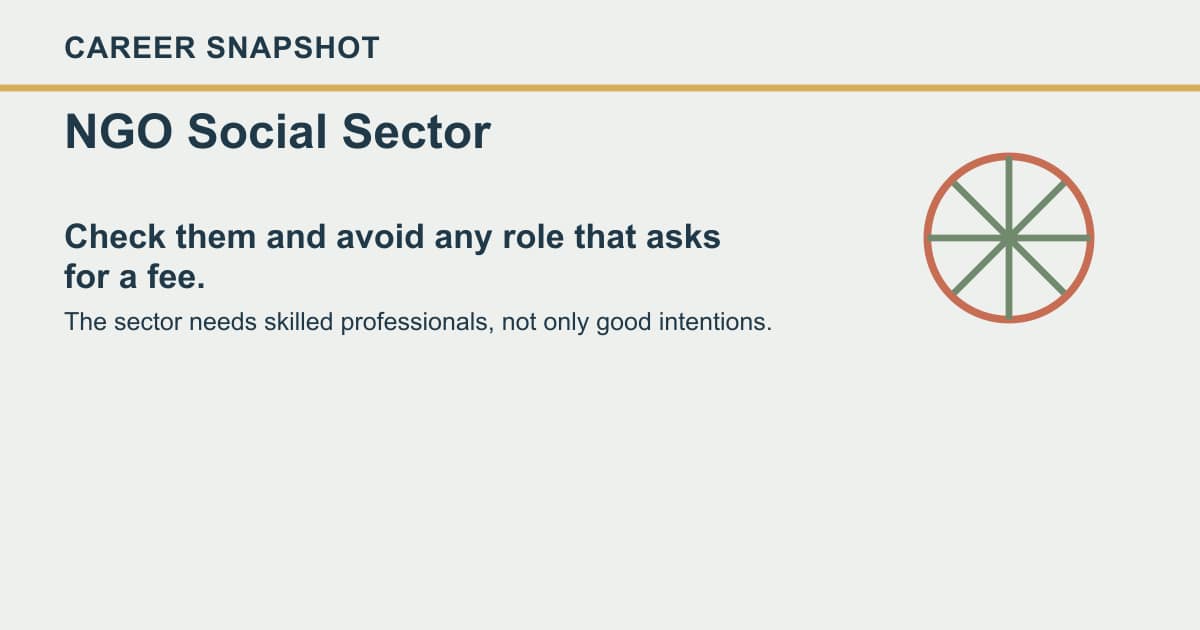 CAREER SNAPSHOT
NGO Social Sector
Check them and avoid any role that asks
for a fee.
The sector needs skilled professionals, not only good intentions.